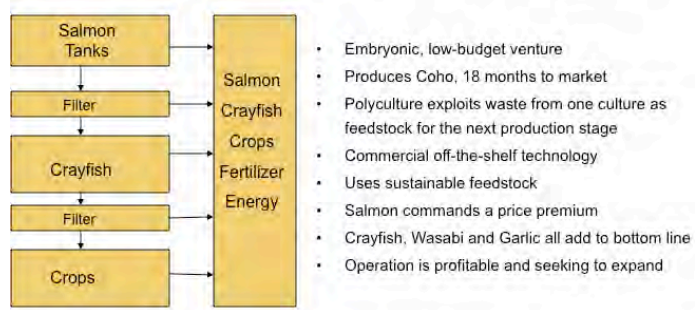 Salmon
Tanks
Filter
Crayfish
Filter
Crops
Salmon
Crayfish
Crops
Fertilizer
Energy
• Embryonic, low-budget venture
• Produces Coho, 18 months to market
• Polyculture exploits waste from one culture as
feedstock for the next production stage
• Commercial off-the-shelf technology
• Uses sustainable feedstock
• Salmon commands a price premium
• Crayfish, Wasabi and Garlic all add to bottom line
• Operation is profitable and seeking to expand